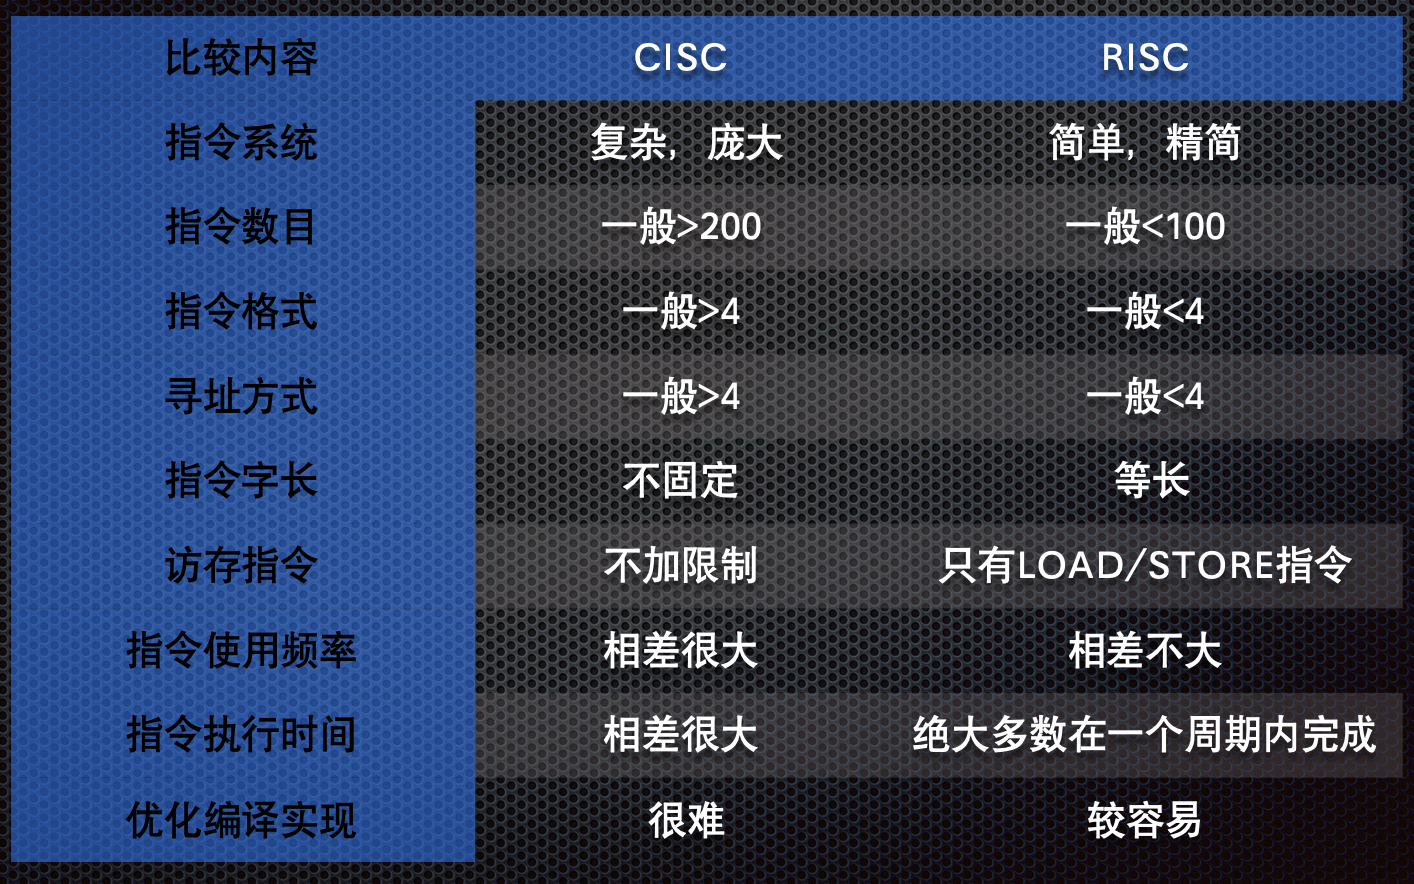 比较内容 CISC RISC
指令系统 复杂，庞大 简单，精简
指令数目 一般>200 一般<100
指令格式 一般>4 一般<4
寻址方式 一般>4 一般<4
指令字长 不固定 等长
访存指令 不加限制 只有LOAD/STORE指令
指令使用频率 相差很大 相差不大
指令执行时间 相差很大 绝大多数在一个周期内完成
优化编译实现 很难 较容易